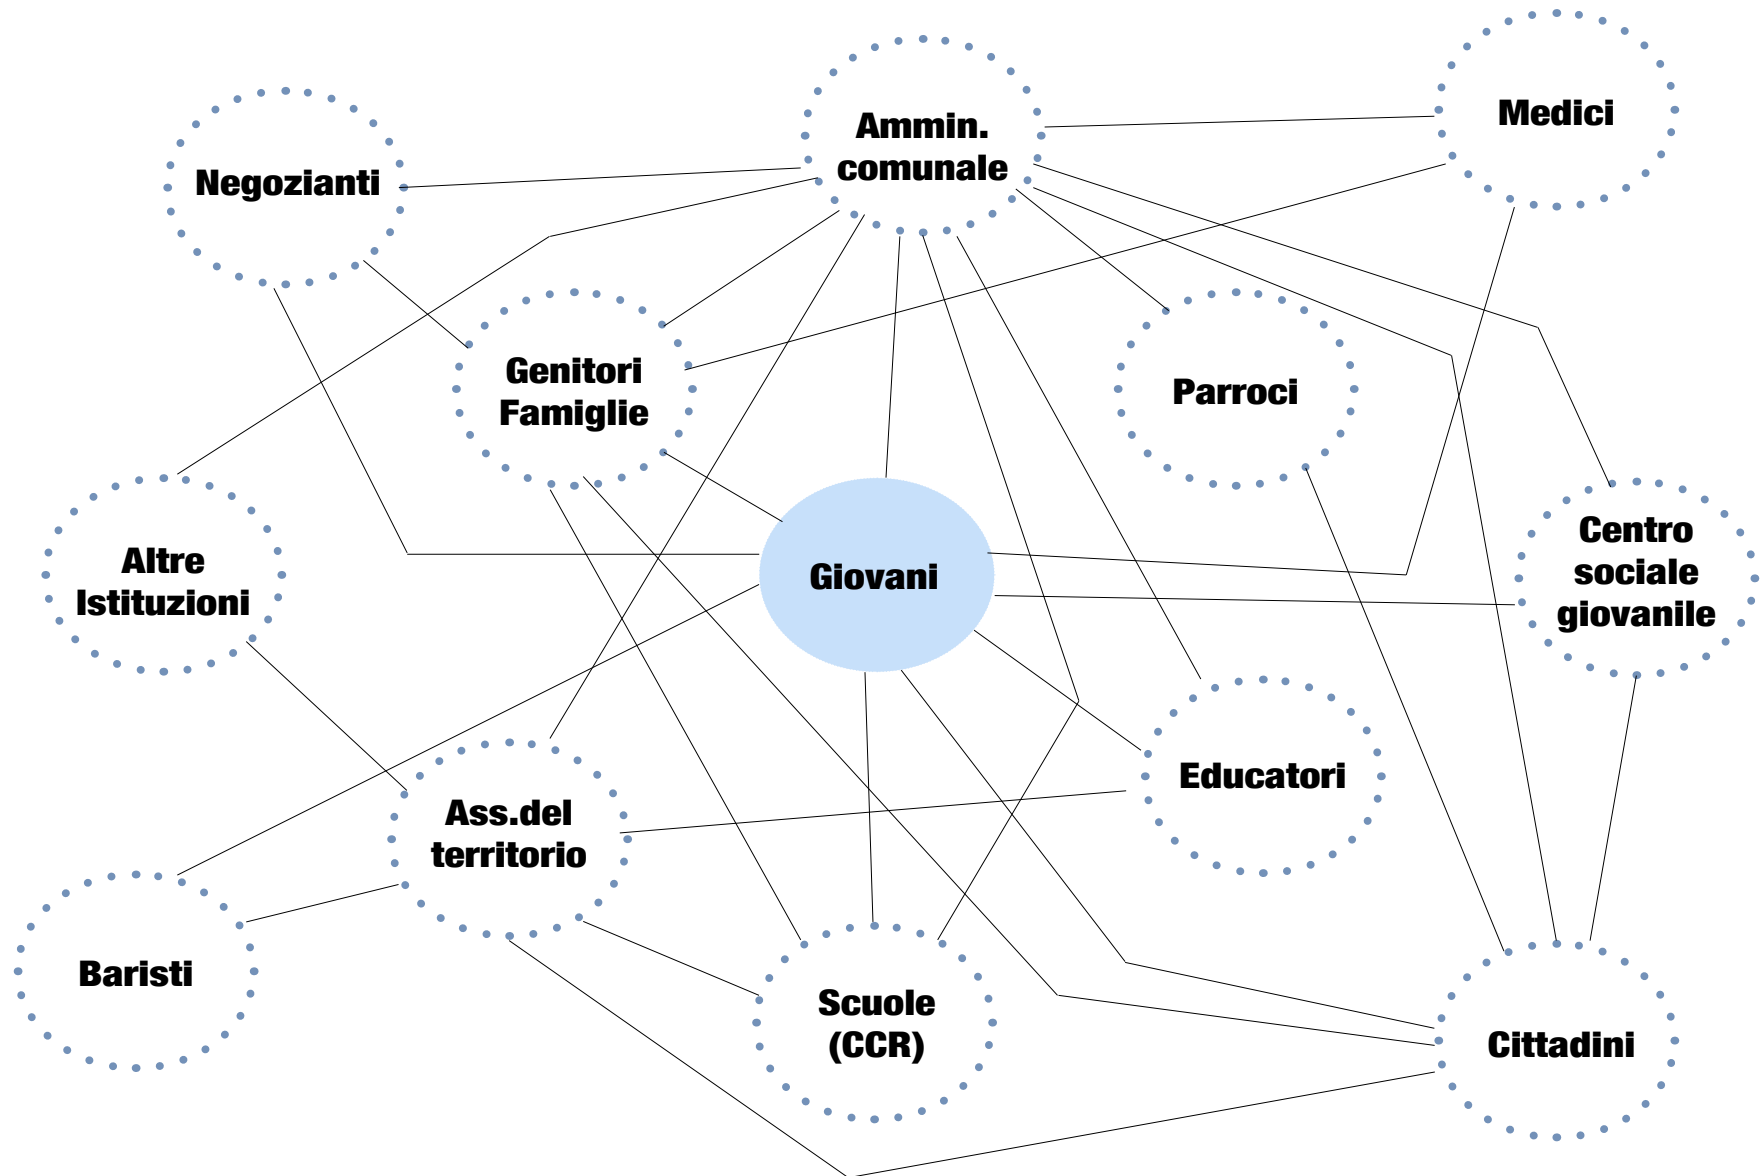 Ammin.
comunale
Medici
Negozianti
Genitori
Famiglie
Parroci
Altre
Istituzioni
Giovani
Centro
sociale
giovanile
Educatori
Ass.del
territorio
Baristi
Scuole
(CCR)
Cittadini